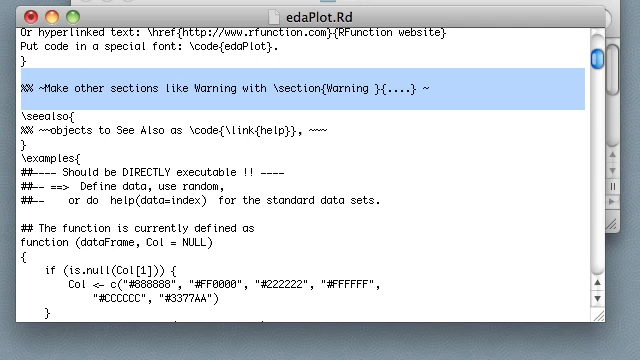 edaPlot.Rd
Or hyperlinked text: \href{http://www.rfunction.com}{RFunction website}
Put code in a special font: \code{edaPlot}.
}
%% ~Make other sections like Warning with \section{Warning }{....} ~
\seealso{
%% ~~objects to See Also as \code{\link{help}}, ~~~
}
\examples{
##---- Should be DIRECTLY executable !! ----
##-- ==>  Define data, use random,
##--    or do  help(data=index)  for the standard data sets.
## The function is currently defined as
function (dataFrame, Col = NULL)
{
    if (is.null(Col[1])) {
        Col <- c("#888888", "#FF0000", "#222222", "#FFFFFF",
            "#CCCCCC", "#3377AA")
    }